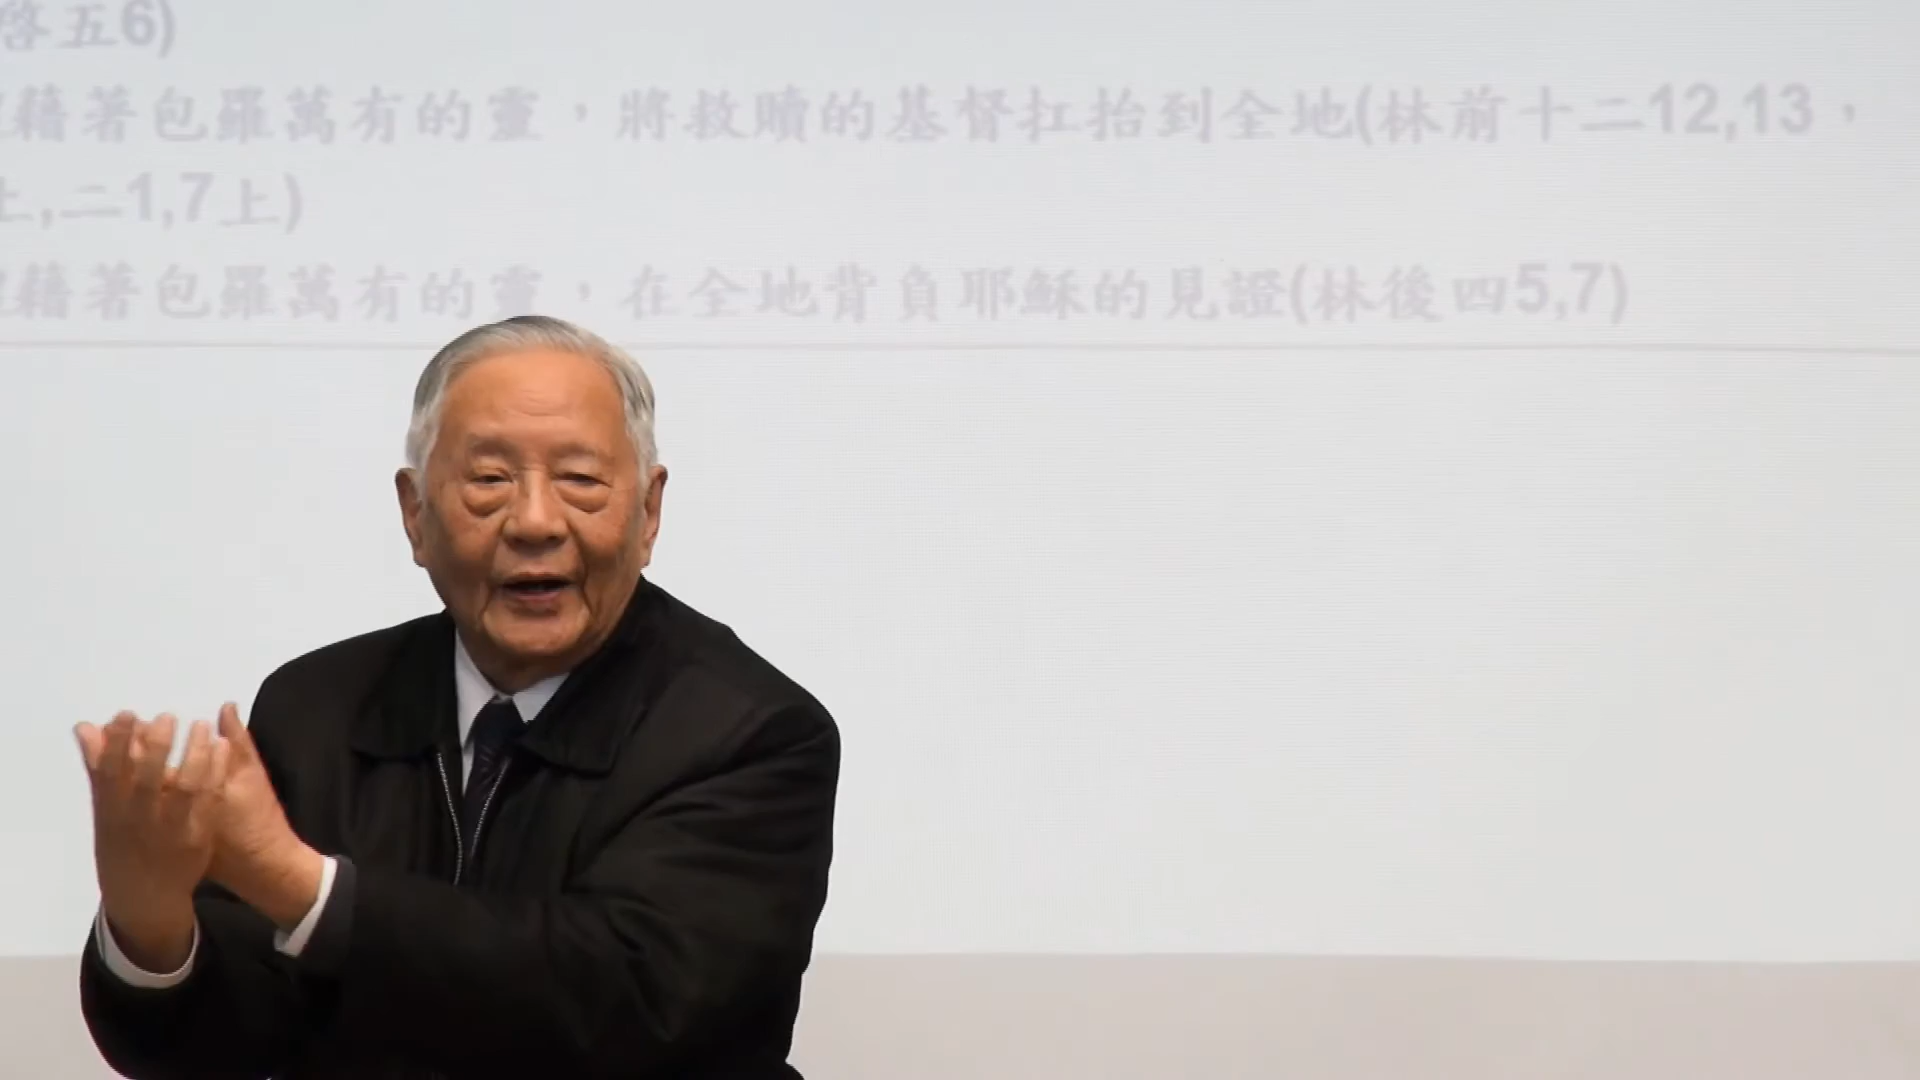 啓五6)
藉著包羅萬有的靈，將救贖的基督扛抬到全地(林前十二12,13，
上,二1,7上)
藉著包羅萬有的靈，在全地背負耶穌的見證(林後四5,7)